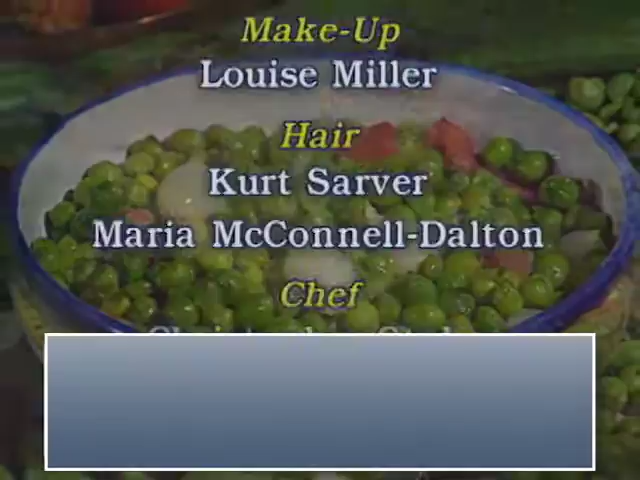 Make-Up
Louise Miller
Hair
Kurt Sarver
Maria McConnell-Dalton
Chef